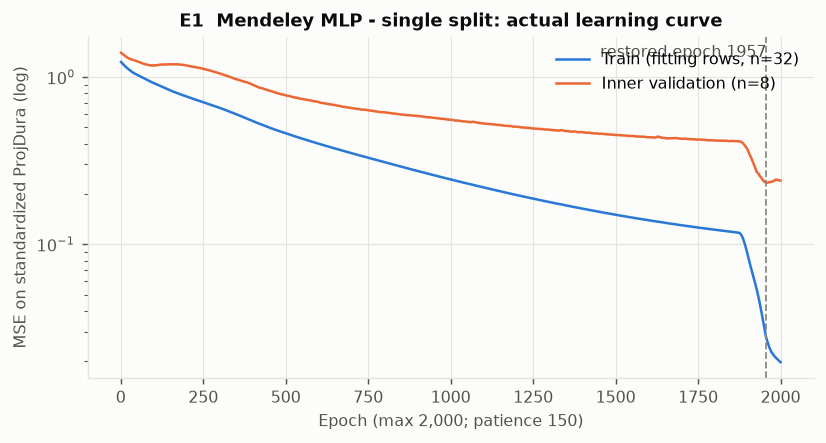 E1 Mendeley MLP - single split: actual learning curve
restored epoch 1957
Train (fitting rows, n=32)
Inner validation (n=8)
MSE on standardized ProjDura (log)
10⁰
10⁻¹
0 250 500 750 1000 1250 1500 1750 2000
Epoch (max 2,000; patience 150)